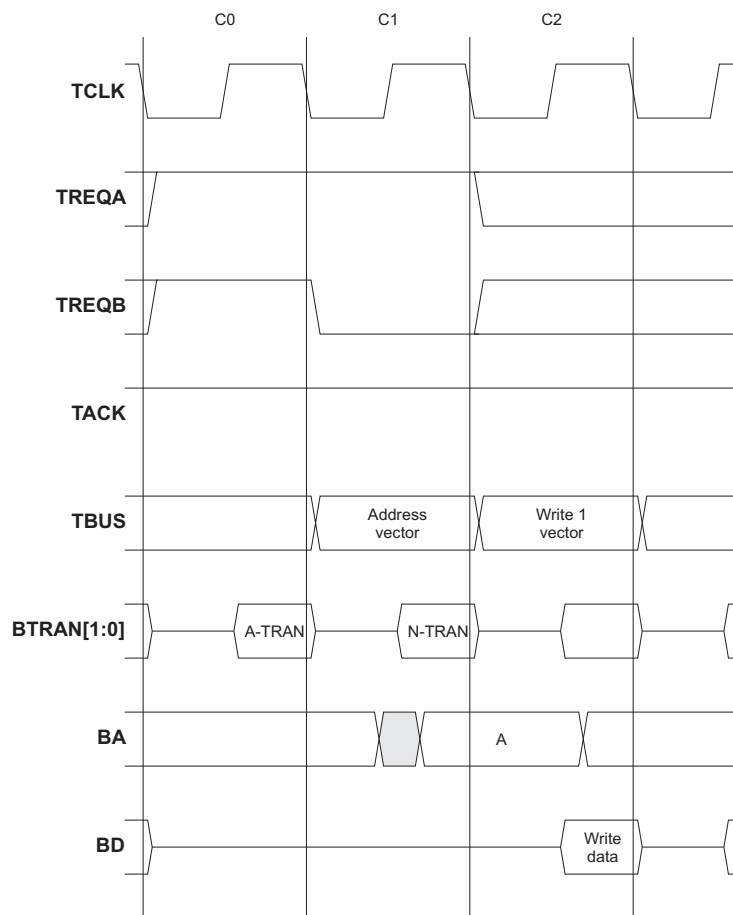 C0 C1 C2
TCLK
TREQA
TREQB
TACK
TBUS
Address
vector
Write 1
vector
BTRAN[1:0]
A-TRAN
N-TRAN
BA
A
BD
Write
data